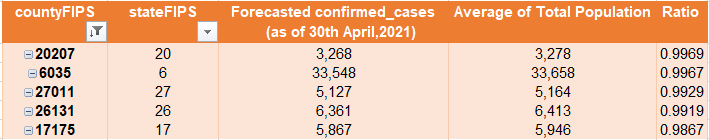 countyFIPS stateFIPS Forecasted confirmed_cases Average of Total Population Ratio
(as of 30th April,2021)
20207 20 3,268 3,278 0.9969
6035 6 33,548 33,658 0.9967
27011 27 5,127 5,164 0.9929
26131 26 6,361 6,413 0.9919
17175 17 5,867 5,946 0.9867